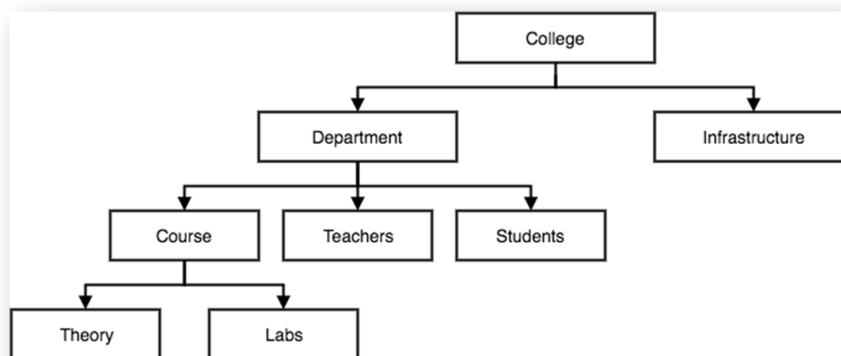 College
Department
Infrastructure
Course
Teachers
Students
Theory
Labs